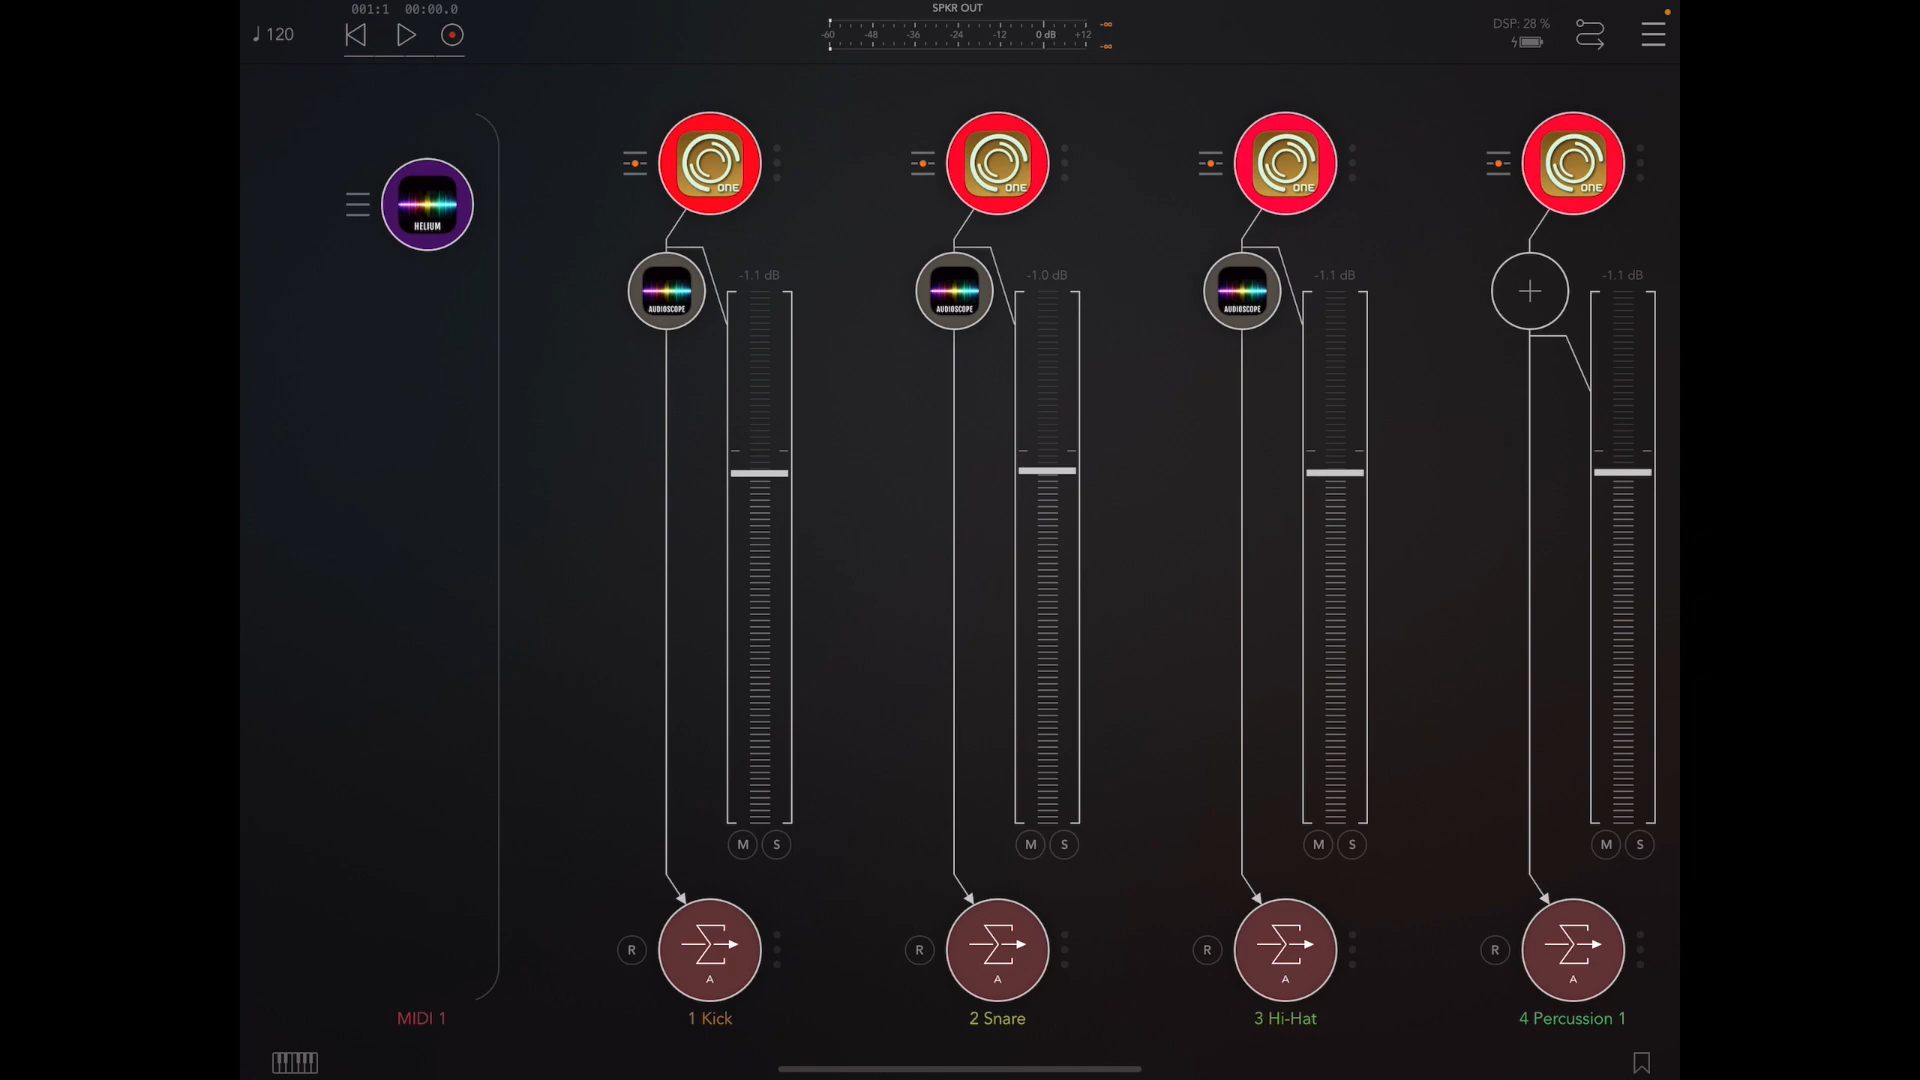 001:1 00:00.0
SPKR OUT
120
-60 -48 -36 -24 -12 0 dB +12
-∞
-∞
DSP: 28 %
ONE
ONE
ONE
ONE
HELIUM
-1.1 dB
-1.0 dB
-1.1 dB
-1.1 dB
AUDIOSCOPE
AUDIOSCOPE
AUDIOSCOPE
M S
M S
M S
M S
R
R
R
R
A
A
A
A
MIDI 1
1 Kick
2 Snare
3 Hi-Hat
4 Percussion 1